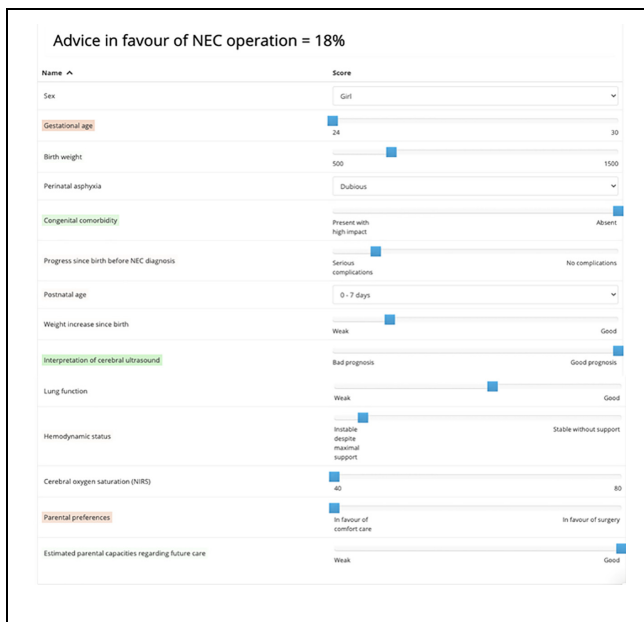 Advice in favour of NEC operation = 18%
Name Score
Sex Girl
Gestational age
24 30
Birth weight
500 1500
Perinatal asphyxia Dubious
Congenital comorbidity
Present with Absent
high impact
Progress since birth before NEC diagnosis
Serious No complications
complications
Postnatal age 0 - 7 days
Weight increase since birth
Weak Good
Interpretation of cerebral ultrasound
Bad prognosis Good prognosis
Lung function
Weak Good
Hemodynamic status
Instable Stable without support
despite
maximal
support
Cerebral oxygen saturation (NIRS)
40 80
Parental preferences
In favour of In favour of surgery
comfort care
Estimated parental capacities regarding future care
Weak Good